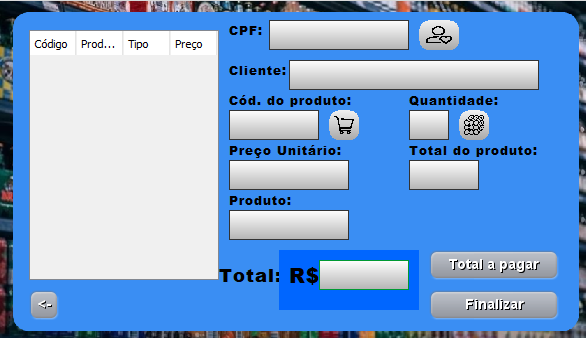 Código Prod... Tipo Preço
CPF:
Cliente:
Cód. do produto: Quantidade:
Preço Unitário: Total do produto:
Produto:
Total: R$
Total a pagar
<- Finalizar